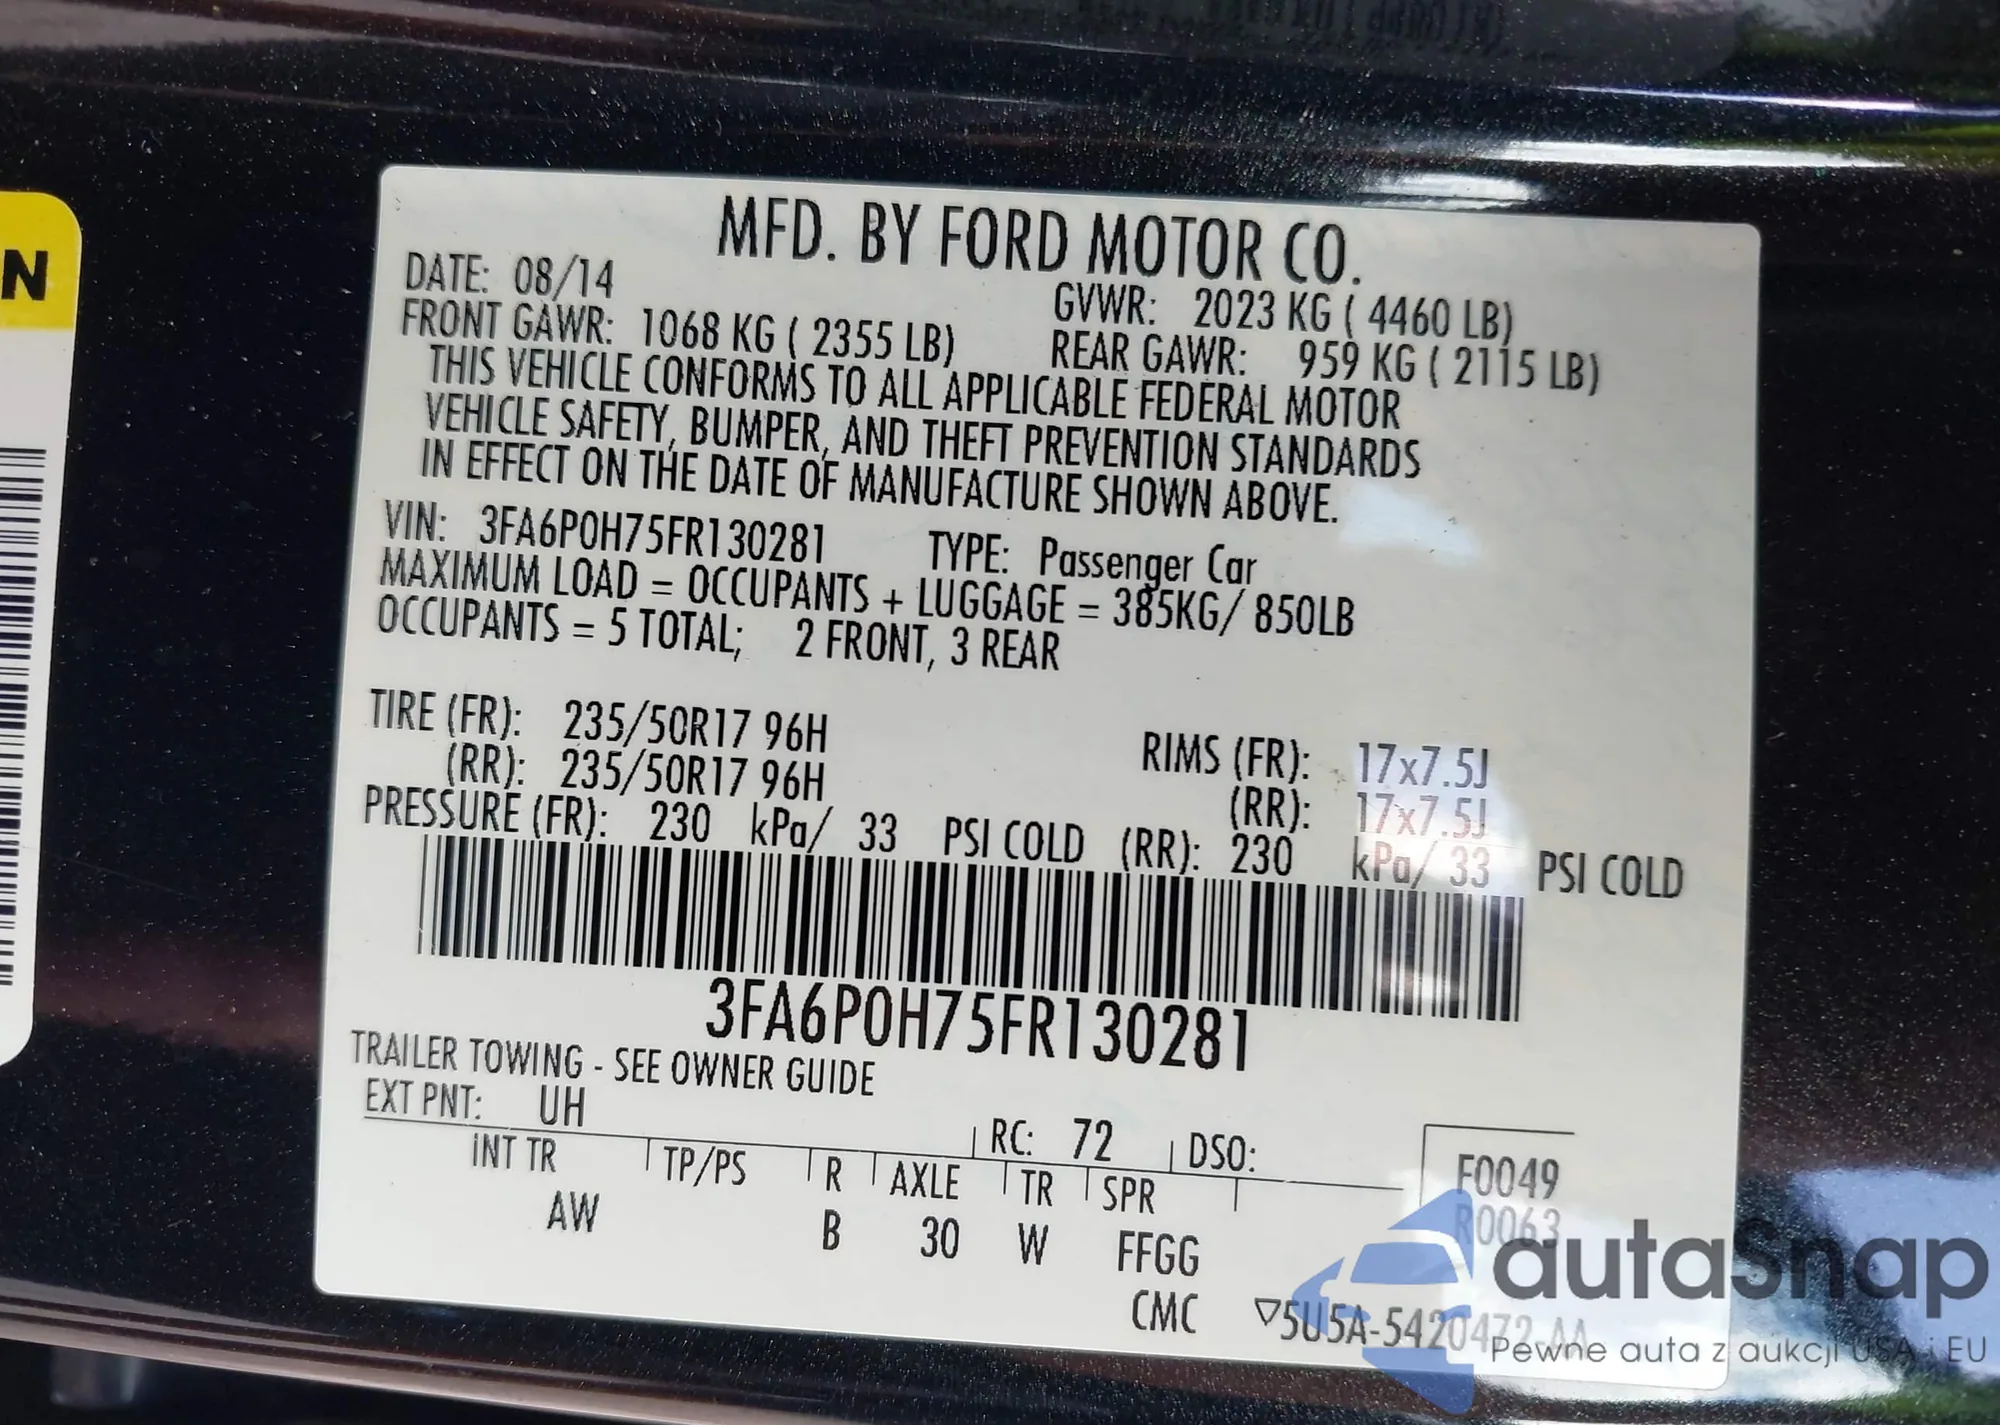 N
MFD. BY FORD MOTOR CO.
DATE: 08/14
GVWR: 2023 KG ( 4460 LB)
FRONT GAWR: 1068 KG ( 2355 LB)
REAR GAWR: 959 KG ( 2115 LB)
THIS VEHICLE CONFORMS TO ALL APPLICABLE FEDERAL MOTOR
VEHICLE SAFETY, BUMPER, AND THEFT PREVENTION STANDARDS
IN EFFECT ON THE DATE OF MANUFACTURE SHOWN ABOVE.
VIN: 3FA6P0H75FR130281 TYPE: Passenger Car
MAXIMUM LOAD = OCCUPANTS + LUGGAGE = 385KG/ 850LB
OCCUPANTS = 5 TOTAL; 2 FRONT, 3 REAR
TIRE (FR): 235/50R17 96H RIMS (FR): 17x7.5J
(RR): 235/50R17 96H (RR): 17x7.5J
PRESSURE (FR): 230 kPa/ 33 PSI COLD (RR): 230 kPa/ 33 PSI COLD
3FA6P0H75FR130281
TRAILER TOWING - SEE OWNER GUIDE
EXT PNT: UH RC: 72 DSO:
F0049
R0063
INT TR TP/PS R AXLE TR SPR
AW B 30 W FFGG
CMC ▽5U5A-5420472-AA
autaSnap
Pewne auta z aukcji USA i EU